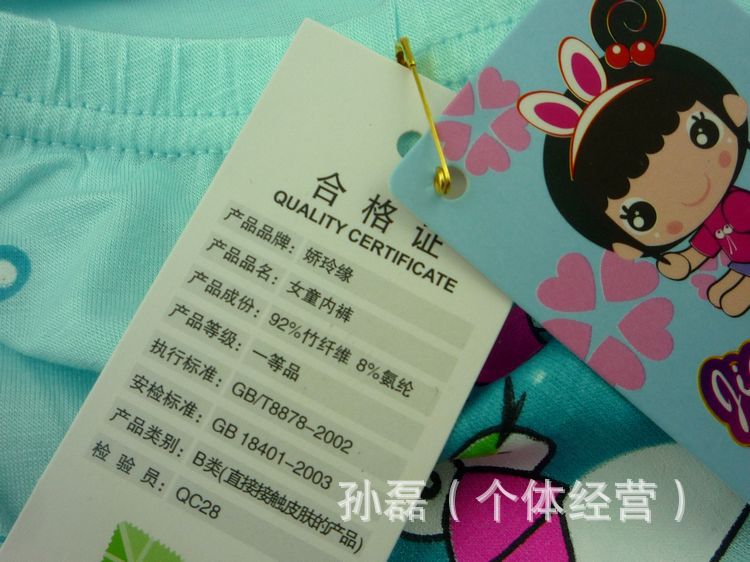 合格证
QUALITY CERTIFICATE
产品品牌：娇玲缘
产品品名：女童内裤
产品成份：92%竹纤维 8%氨纶
产品等级：一等品
执行标准：GB/T8878-2002
安检标准：GB 18401-2003
产品类别：B类(直接接触皮肤的产品)
检 验 员：QC28
孙磊（个体经营）